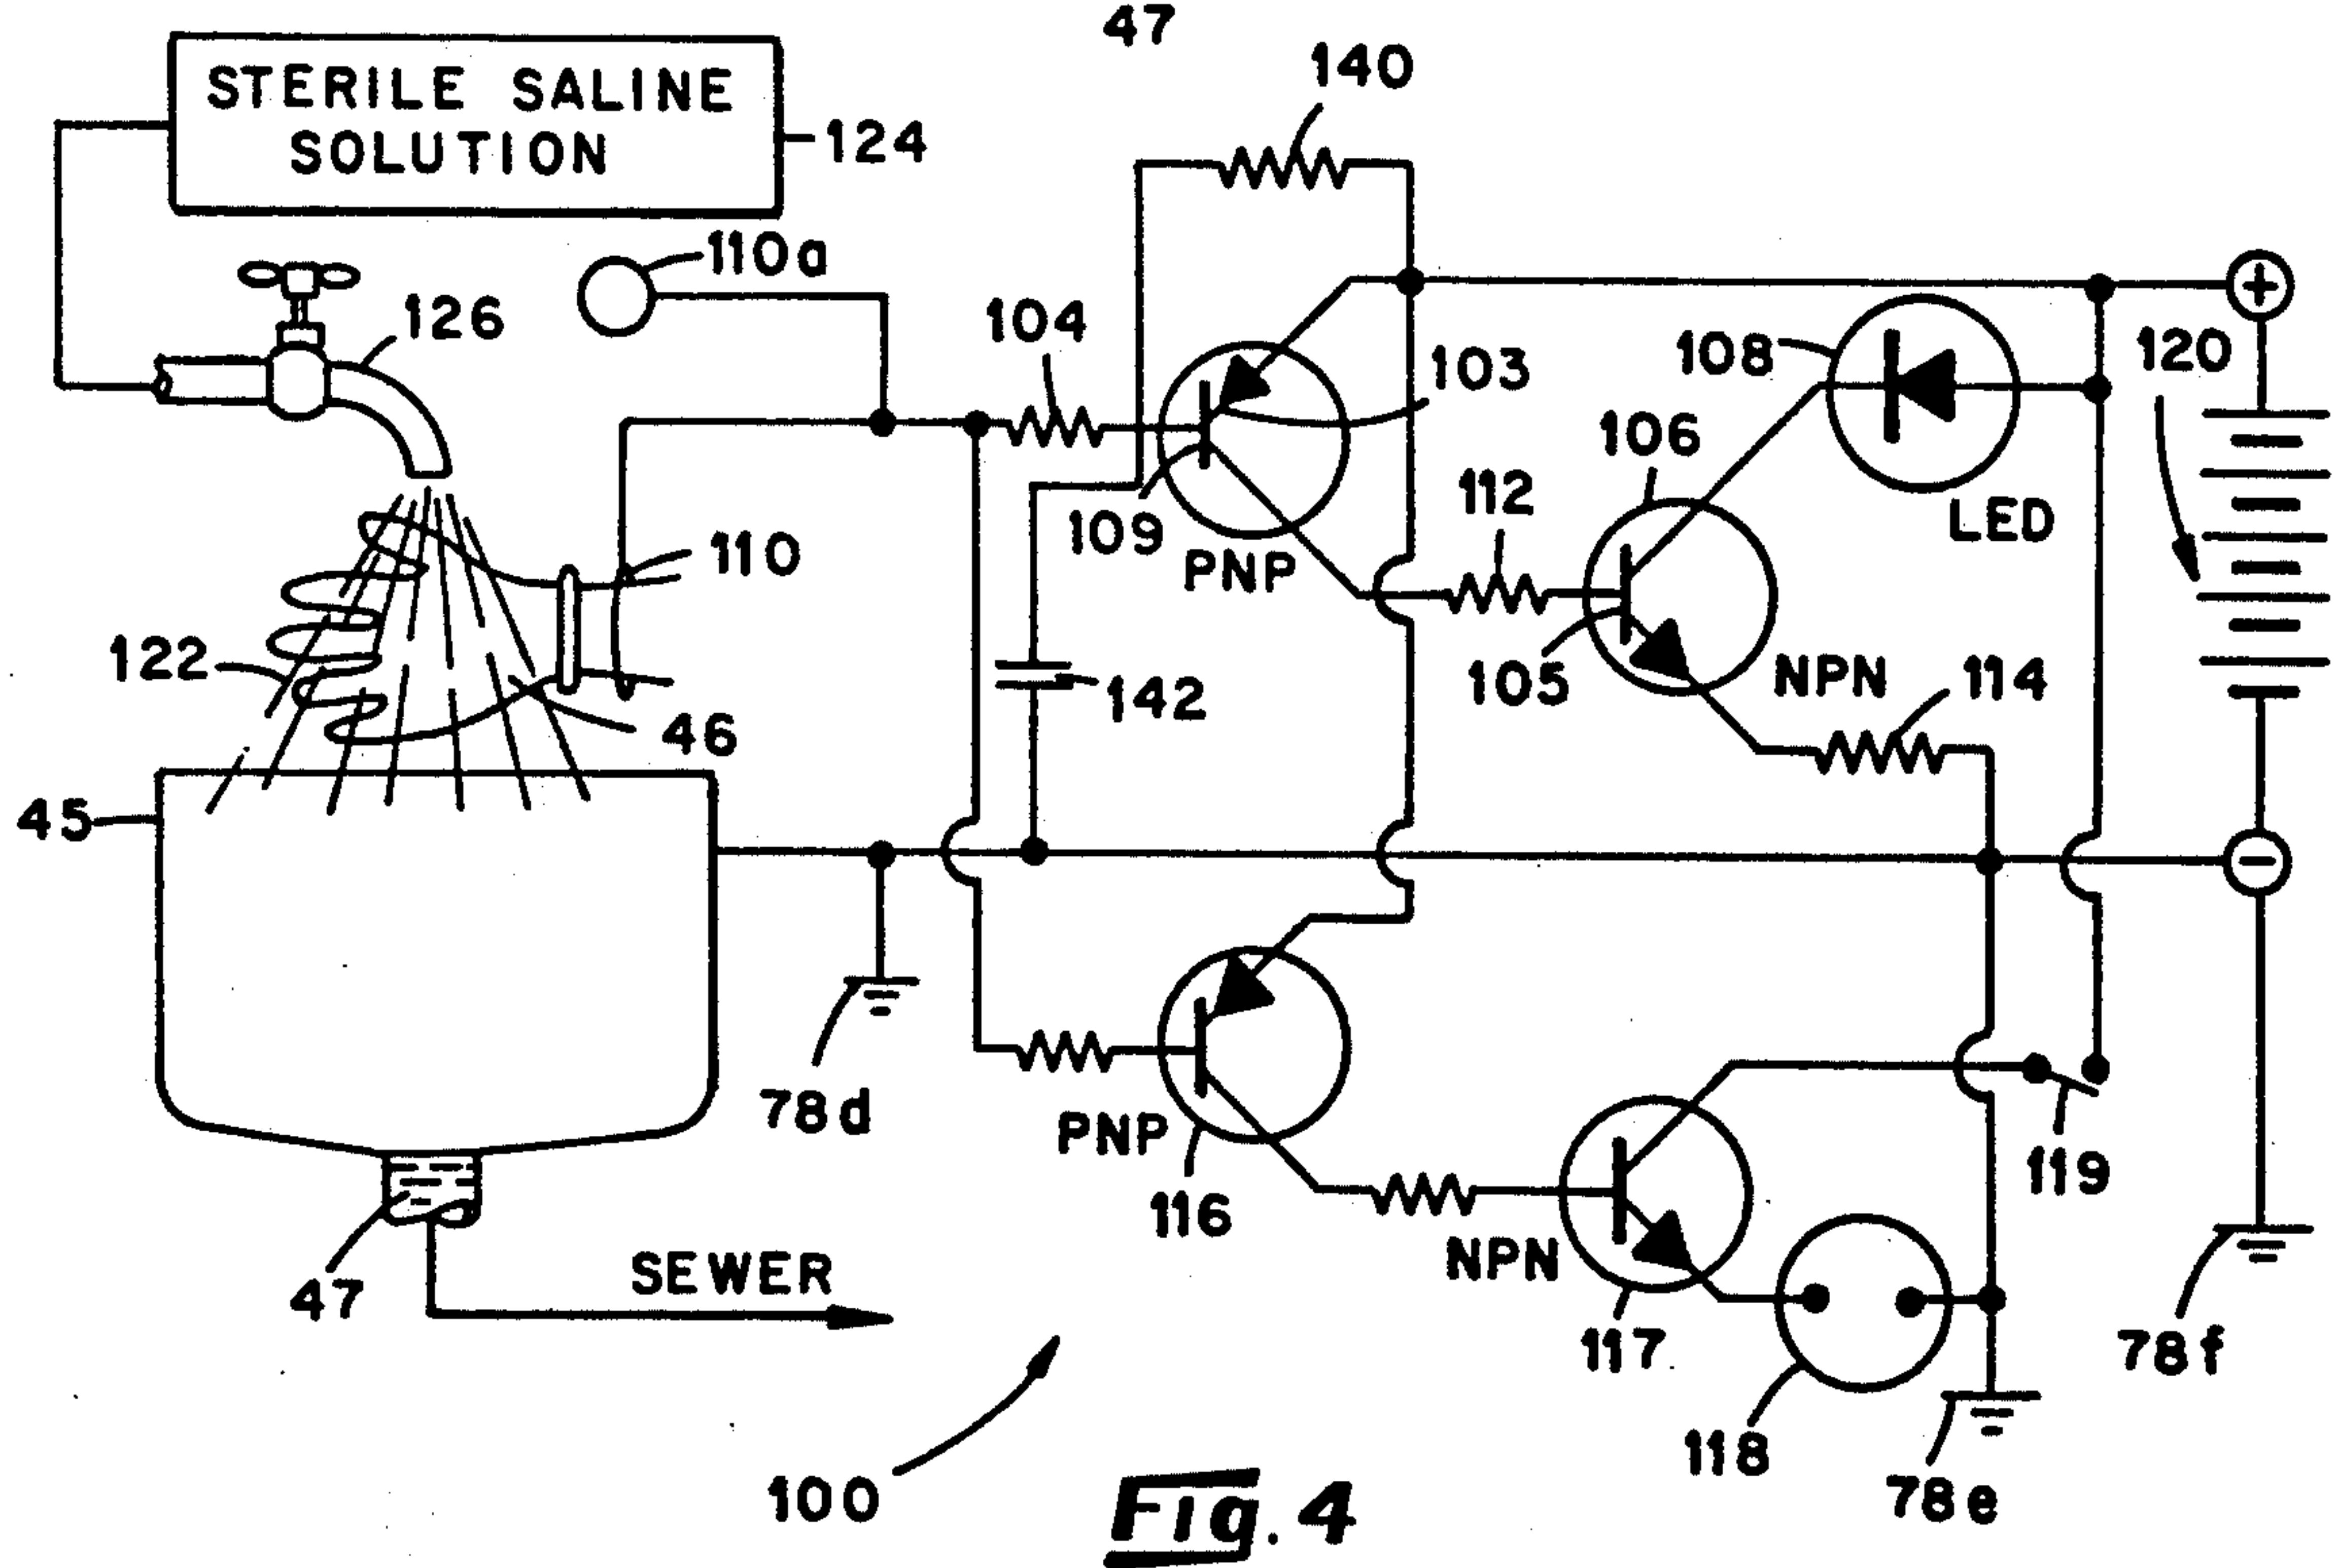 47
140
STERILE SALINE
SOLUTION
124
110a
126
104
103
108
120
106
112
LED
109
PNP
110
122
105
NPN
114
142
46
45
78d
PNP
119
116
47
SEWER
NPN
117
78f
118
78e
100
Fig. 4
+
−